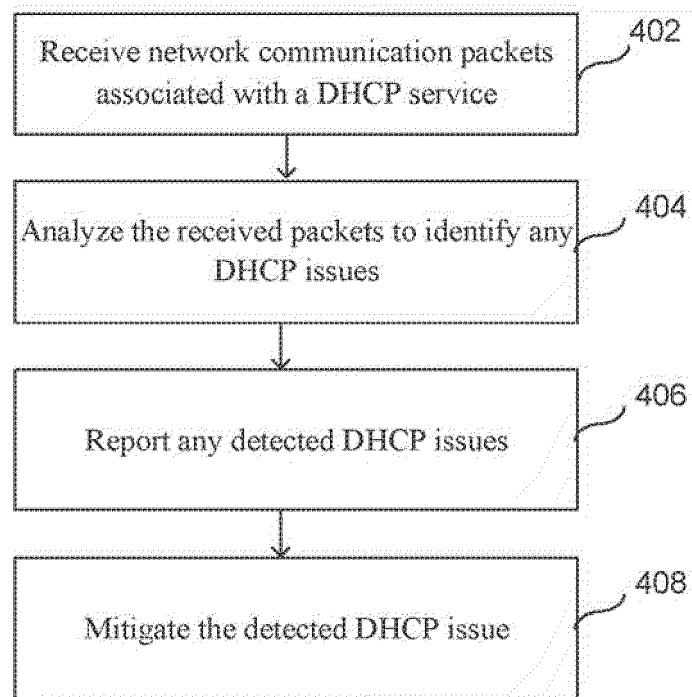 Receive network communication packets
associated with a DHCP service
402
Analyze the received packets to identify any
DHCP issues
404
Report any detected DHCP issues
406
Mitigate the detected DHCP issue
408